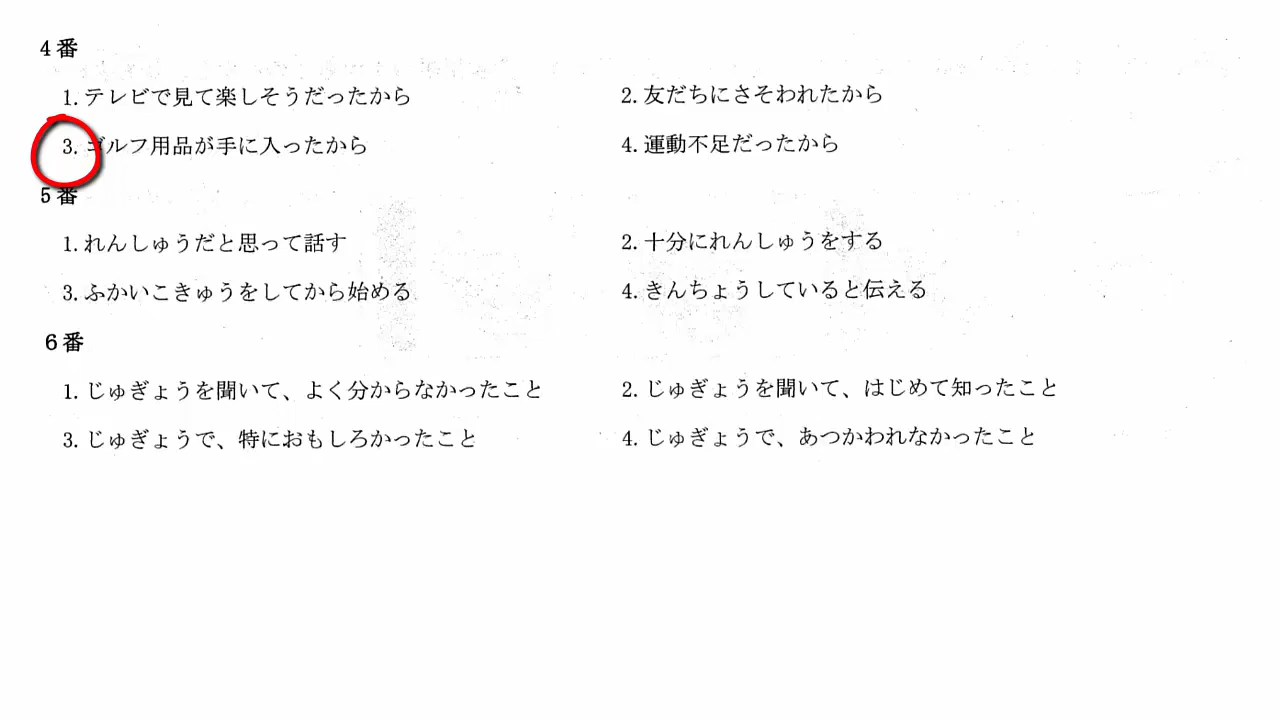 4番
1.テレビで見て楽しそうだったから 2.友だちにさそわれたから
3.ゴルフ用品が手に入ったから 4.運動不足だったから
5番
1.れんしゅうだと思って話す 2.十分にれんしゅうをする
3.ふかいこきゅうをしてから始める 4.きんちょうしていると伝える
6番
1.じゅぎょうを聞いて、よく分からなかったこと 2.じゅぎょうを聞いて、はじめて知ったこと
3.じゅぎょうで、特におもしろかったこと 4.じゅぎょうで、あつかわれなかったこと